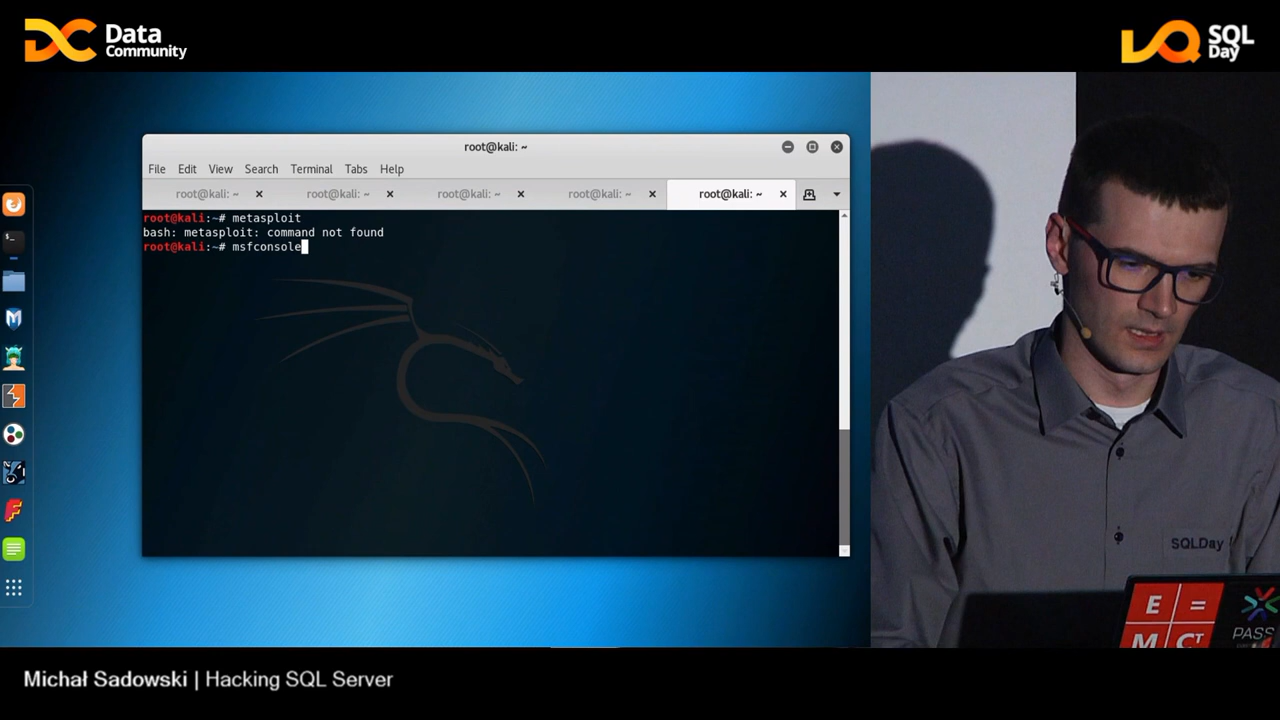 Data
Community
SQL
Day
root@kali: ~
File Edit View Search Terminal Tabs Help
root@kali: ~ root@kali: ~ root@kali: ~ root@kali: ~ root@kali: ~
root@kali:~# metasploit
bash: metasploit: command not found
root@kali:~# msfconsole
SQLDay
E =
M CT
PASS
Michał Sadowski | Hacking SQL Server